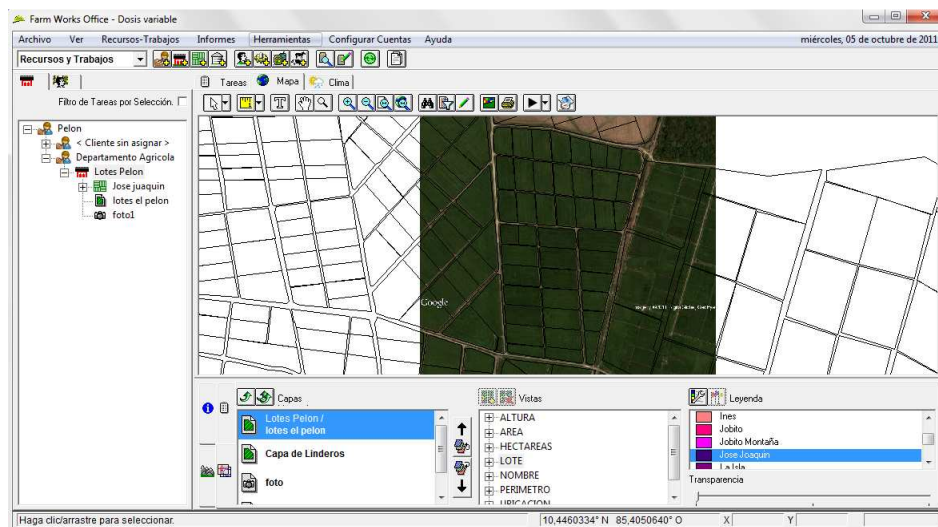 Farm Works Office - Dosis variable
Archivo Ver Recursos-Trabajos Informes Herramientas Configurar Cuentas Ayuda miércoles, 05 de octubre de 2011
Recursos y Trabajos
Tareas Mapa Clima
Filtro de Tareas por Selección.
Pelon
< Cliente sin asignar >
Departamento Agricola
Lotes Pelon
Jose juaquin
lotes el pelon
foto1
Google
Capas
Lotes Pelon /
lotes el pelon
Capa de Linderos
foto
Vistas
ALTURA
AREA
HECTAREAS
LOTE
NOMBRE
PERIMETRO
UBICACION
Leyenda
Ines
Jobito
Jobito Montaña
Jose Joaquin
La Isla
Transparencia
Haga clic/arrastre para seleccionar. 10,4460334° N 85,4050640° O X Y